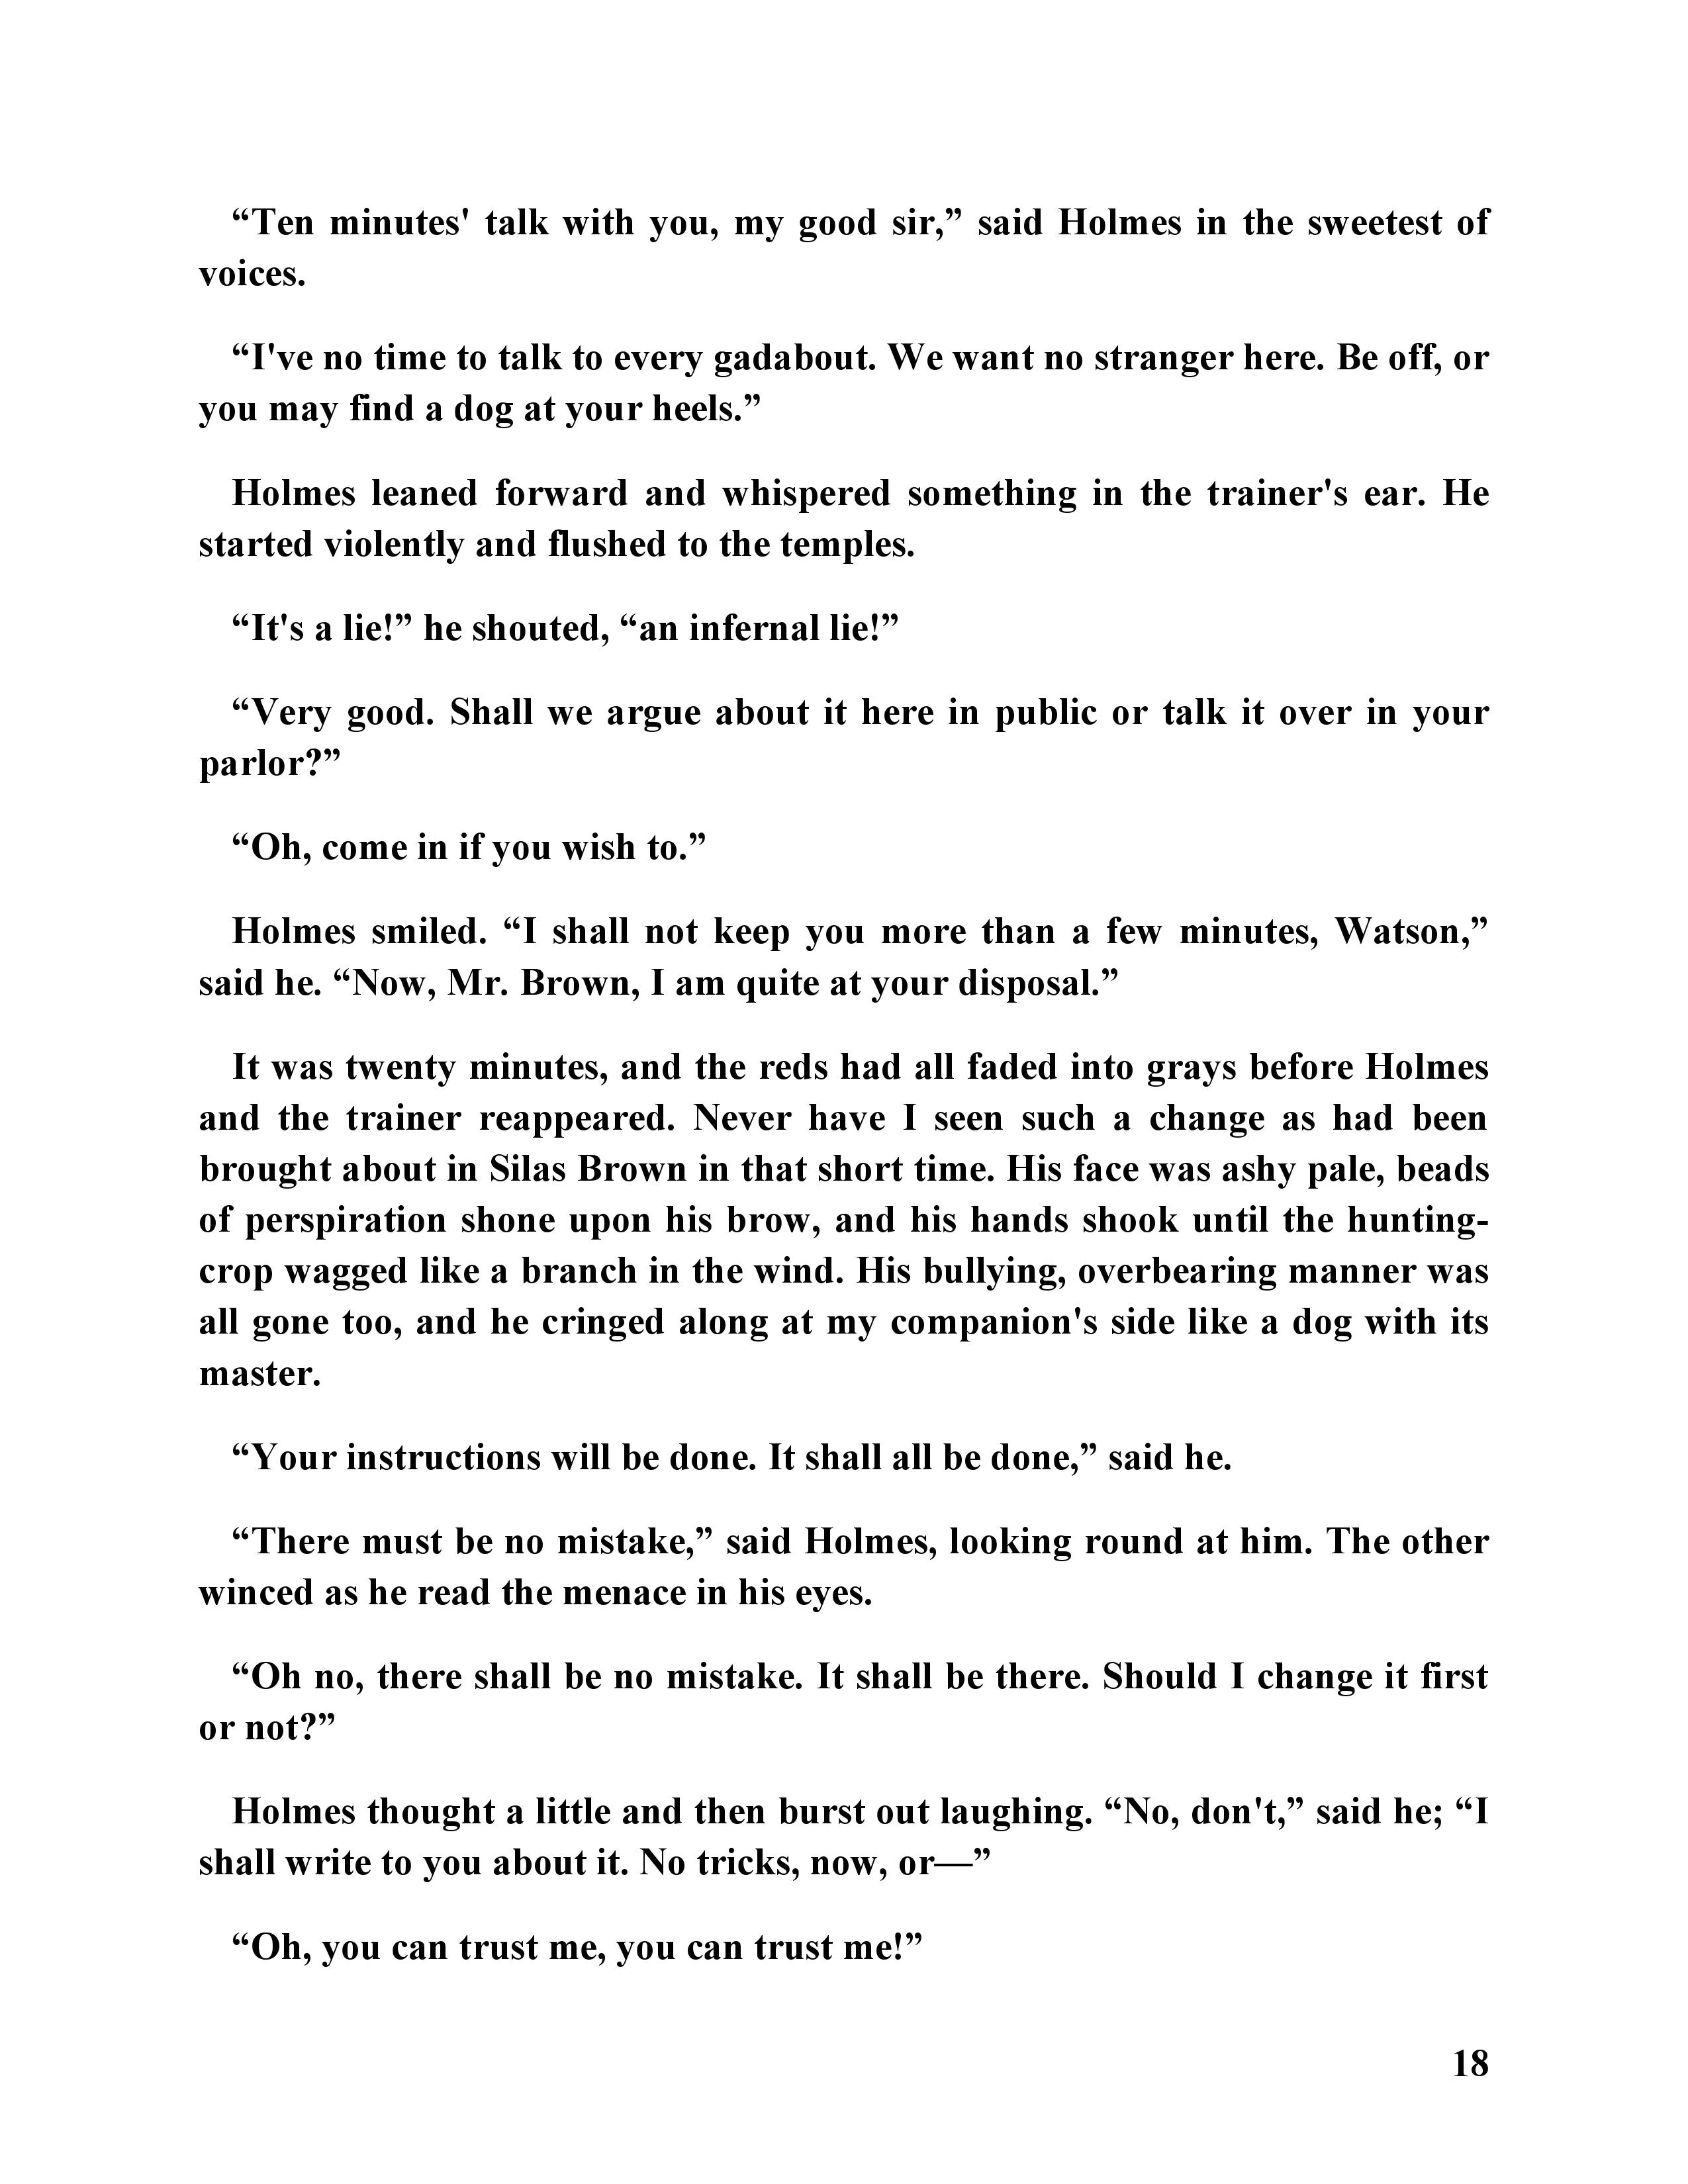 “Ten minutes' talk with you, my good sir,” said Holmes in the sweetest of
voices.
“I've no time to talk to every gadabout. We want no stranger here. Be off, or
you may find a dog at your heels.”
Holmes leaned forward and whispered something in the trainer's ear. He
started violently and flushed to the temples.
“It's a lie!” he shouted, “an infernal lie!”
“Very good. Shall we argue about it here in public or talk it over in your
parlor?”
“Oh, come in if you wish to.”
Holmes smiled. “I shall not keep you more than a few minutes, Watson,”
said he. “Now, Mr. Brown, I am quite at your disposal.”
It was twenty minutes, and the reds had all faded into grays before Holmes
and the trainer reappeared. Never have I seen such a change as had been
brought about in Silas Brown in that short time. His face was ashy pale, beads
of perspiration shone upon his brow, and his hands shook until the hunting-
crop wagged like a branch in the wind. His bullying, overbearing manner was
all gone too, and he cringed along at my companion's side like a dog with its
master.
“Your instructions will be done. It shall all be done,” said he.
“There must be no mistake,” said Holmes, looking round at him. The other
winced as he read the menace in his eyes.
“Oh no, there shall be no mistake. It shall be there. Should I change it first
or not?”
Holmes thought a little and then burst out laughing. “No, don't,” said he; “I
shall write to you about it. No tricks, now, or—”
“Oh, you can trust me, you can trust me!”
18